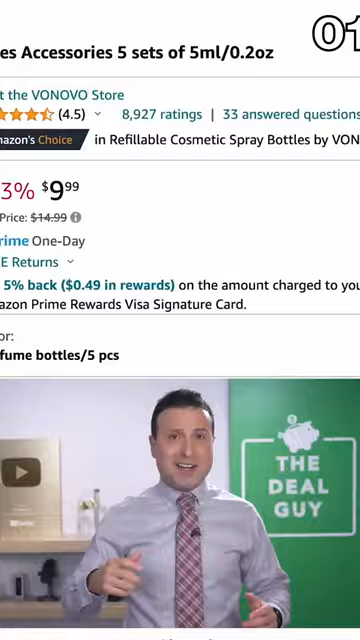 01
es Accessories 5 sets of 5ml/0.2oz
t the VONOVO Store
(4.5) 8,927 ratings | 33 answered questions
mazon's Choice in Refillable Cosmetic Spray Bottles by VON
3% $9.99
Price: $14.99
rime One-Day
E Returns
5% back ($0.49 in rewards) on the amount charged to you
azon Prime Rewards Visa Signature Card.
or:
fume bottles/5 pcs
THE
DEAL
GUY